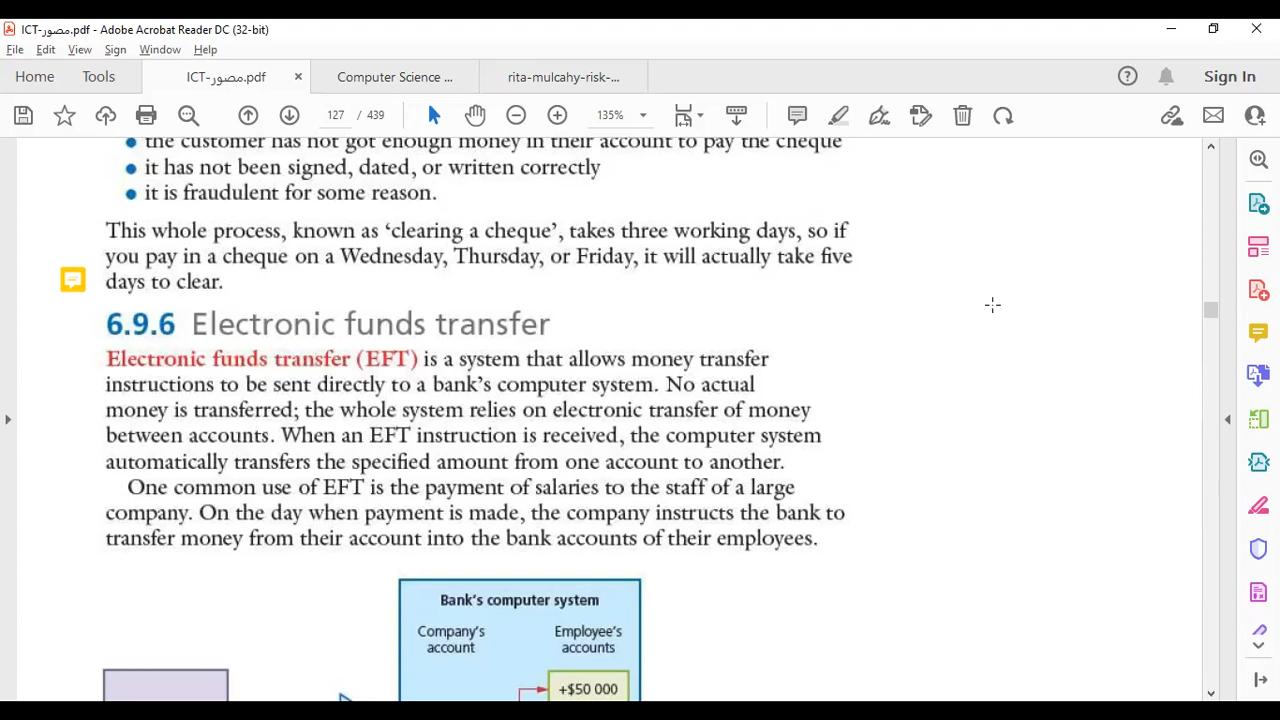 ICT-مصور.pdf - Adobe Acrobat Reader DC (32-bit)
File Edit View Sign Window Help
Home Tools ICT-مصور.pdf × Computer Science ... rita-mulcahy-risk-... Sign In
127 / 439 135%
the customer has not got enough money in their account to pay the cheque
it has not been signed, dated, or written correctly
it is fraudulent for some reason.
This whole process, known as ‘clearing a cheque’, takes three working days, so if
you pay in a cheque on a Wednesday, Thursday, or Friday, it will actually take five
days to clear.
6.9.6 Electronic funds transfer
Electronic funds transfer (EFT) is a system that allows money transfer
instructions to be sent directly to a bank’s computer system. No actual
money is transferred; the whole system relies on electronic transfer of money
between accounts. When an EFT instruction is received, the computer system
automatically transfers the specified amount from one account to another.
One common use of EFT is the payment of salaries to the staff of a large
company. On the day when payment is made, the company instructs the bank to
transfer money from their account into the bank accounts of their employees.
Bank’s computer system
Company’s Employee’s
account accounts
+$50 000